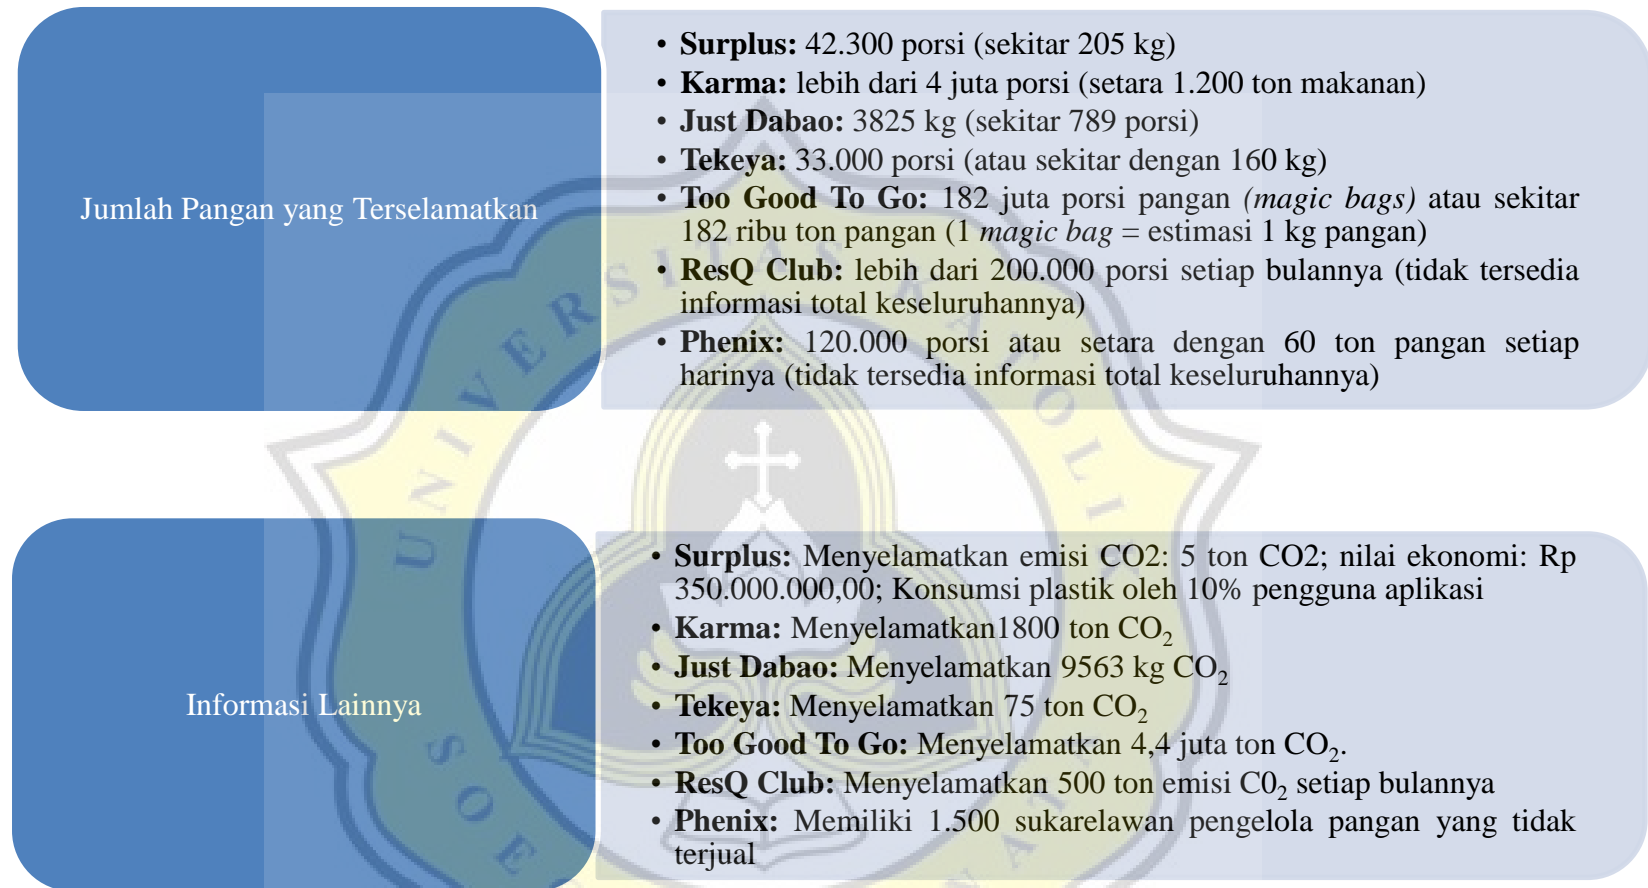 Jumlah Pangan yang Terselamatkan
• Surplus: 42.300 porsi (sekitar 205 kg)
• Karma: lebih dari 4 juta porsi (setara 1.200 ton makanan)
• Just Dabao: 3825 kg (sekitar 789 porsi)
• Tekeya: 33.000 porsi (atau sekitar dengan 160 kg)
• Too Good To Go: 182 juta porsi pangan (magic bags) atau sekitar
182 ribu ton pangan (1 magic bag = estimasi 1 kg pangan)
• ResQ Club: lebih dari 200.000 porsi setiap bulannya (tidak tersedia
informasi total keseluruhannya)
• Phenix: 120.000 porsi atau setara dengan 60 ton pangan setiap
harinya (tidak tersedia informasi total keseluruhannya)
Informasi Lainnya
• Surplus: Menyelamatkan emisi CO2: 5 ton CO2; nilai ekonomi: Rp
350.000.000,00; Konsumsi plastik oleh 10% pengguna aplikasi
• Karma: Menyelamatkan1800 ton CO₂
• Just Dabao: Menyelamatkan 9563 kg CO₂
• Tekeya: Menyelamatkan 75 ton CO₂
• Too Good To Go: Menyelamatkan 4,4 juta ton CO₂.
• ResQ Club: Menyelamatkan 500 ton emisi C0₂ setiap bulannya
• Phenix: Memiliki 1.500 sukarelawan pengelola pangan yang tidak
terjual
UNIVERSITAS KATOLIK